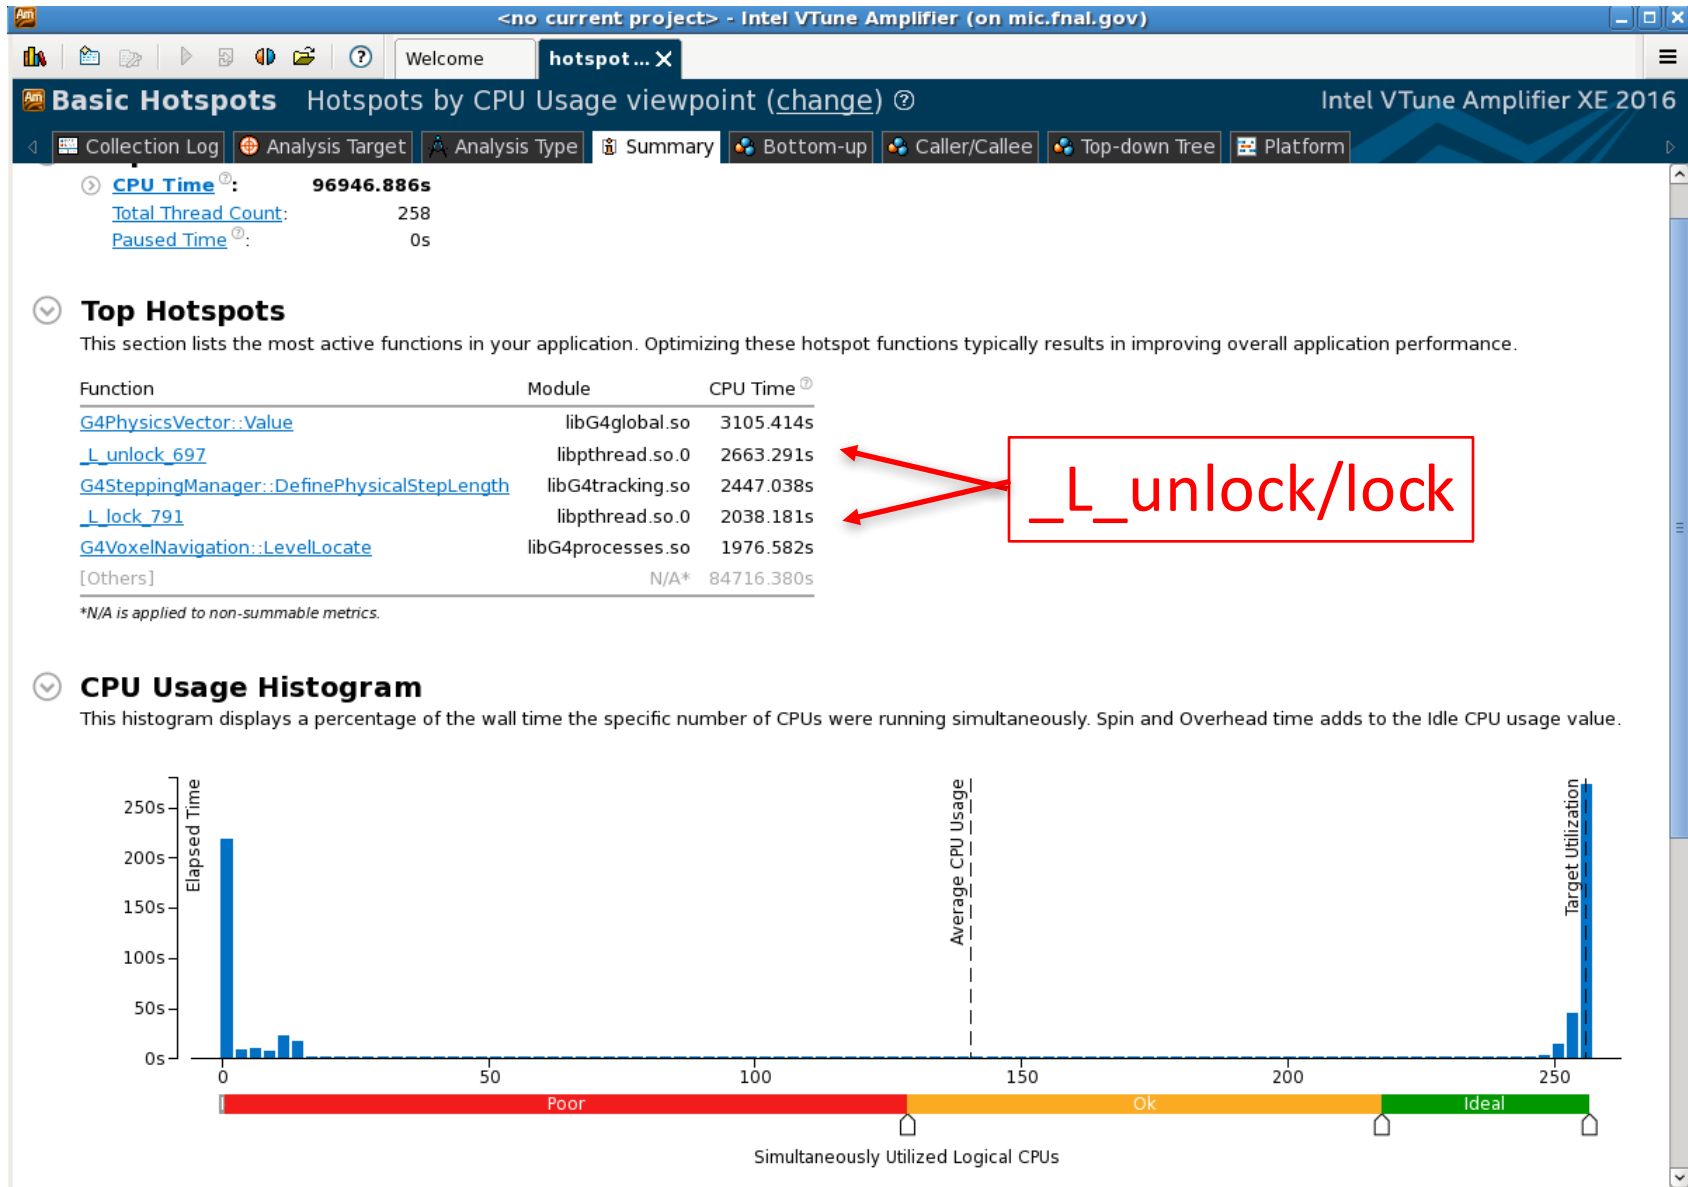 <no current project> - Intel VTune Amplifier (on mic.fnal.gov)
Welcome
hotspot ...
Basic Hotspots Hotspots by CPU Usage viewpoint (change)
Intel VTune Amplifier XE 2016
Collection Log
Analysis Target
Analysis Type
Summary
Bottom-up
Caller/Callee
Top-down Tree
Platform
CPU Time: 96946.886s
Total Thread Count: 258
Paused Time: 0s
Top Hotspots
This section lists the most active functions in your application. Optimizing these hotspot functions typically results in improving overall application performance.
Function Module CPU Time
G4PhysicsVector::Value libG4global.so 3105.414s
_L_unlock_697 libpthread.so.0 2663.291s
G4SteppingManager::DefinePhysicalStepLength libG4tracking.so 2447.038s
_L_lock_791 libpthread.so.0 2038.181s
G4VoxelNavigation::LevelLocate libG4processes.so 1976.582s
[Others] N/A* 84716.380s
*N/A is applied to non-summable metrics.
_L_unlock/lock
CPU Usage Histogram
This histogram displays a percentage of the wall time the specific number of CPUs were running simultaneously. Spin and Overhead time adds to the Idle CPU usage value.
Elapsed Time
250s
200s
150s
100s
50s
0s
Average CPU Usage
Target Utilization
0 50 100 150 200 250
Poor Ok Ideal
Simultaneously Utilized Logical CPUs